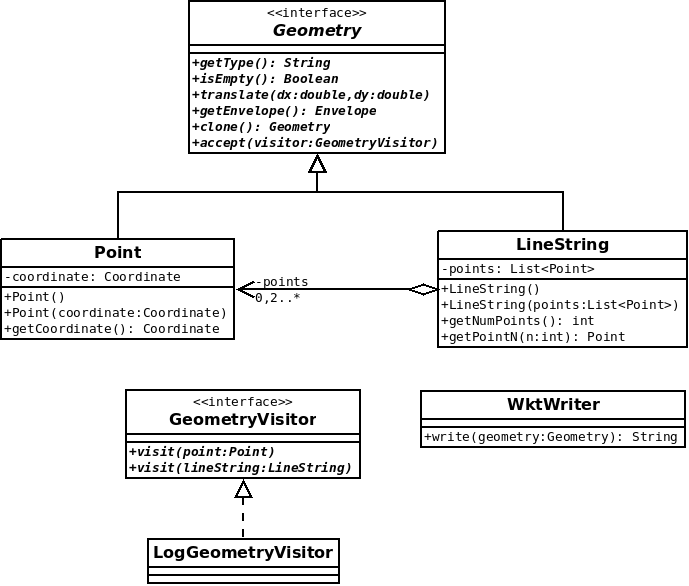 <<interface>>
Geometry
+getType(): String
+isEmpty(): Boolean
+translate(dx:double,dy:double)
+getEnvelope(): Envelope
+clone(): Geometry
+accept(visitor:GeometryVisitor)
Point
-coordinate: Coordinate
+Point()
+Point(coordinate:Coordinate)
+getCoordinate(): Coordinate
-points
0,2..*
LineString
-points: List<Point>
+LineString()
+LineString(points:List<Point>)
+getNumPoints(): int
+getPointN(n:int): Point
<<interface>>
GeometryVisitor
+visit(point:Point)
+visit(lineString:LineString)
WktWriter
+write(geometry:Geometry): String
LogGeometryVisitor